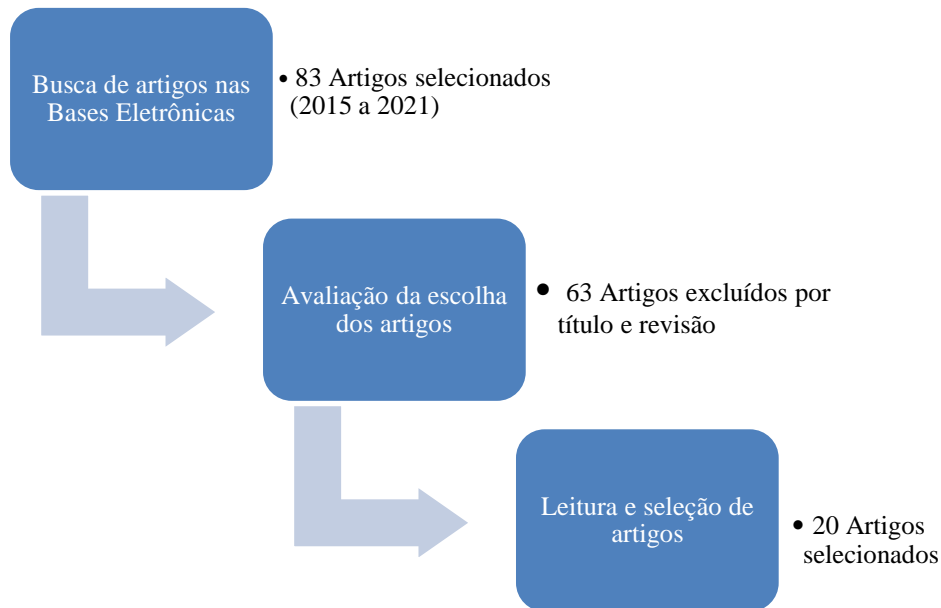 Busca de artigos nas
Bases Eletrônicas
• 83 Artigos selecionados
(2015 a 2021)
Avaliação da escolha
dos artigos
• 63 Artigos excluídos por
título e revisão
Leitura e seleção de
artigos
• 20 Artigos
selecionados